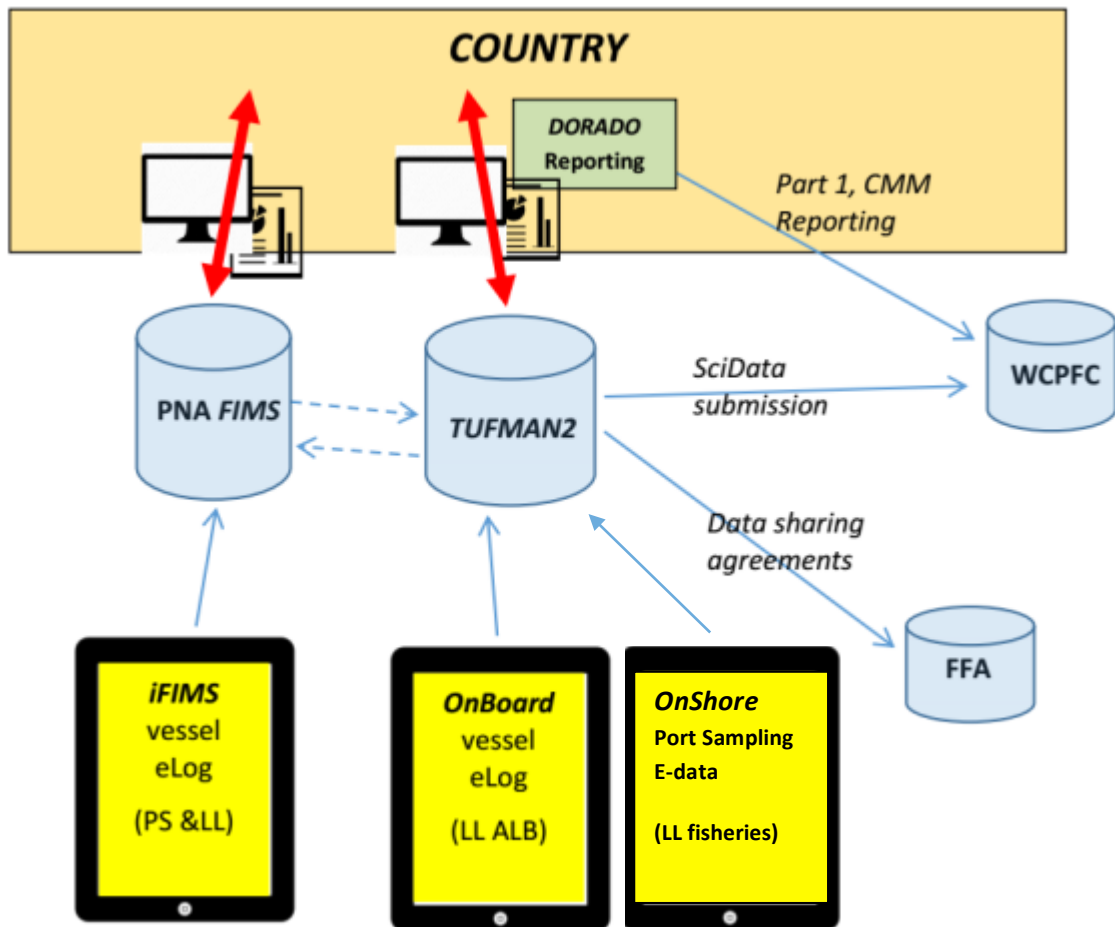 COUNTRY
DORADO
Reporting
Part 1, CMM
Reporting
PNA FIMS
TUFMAN2
SciData
submission
WCPFC
Data sharing
agreements
FFA
iFIMS
vessel
eLog
(PS &LL)
OnBoard
vessel
eLog
(LL ALB)
OnShore
Port Sampling
E-data
(LL fisheries)